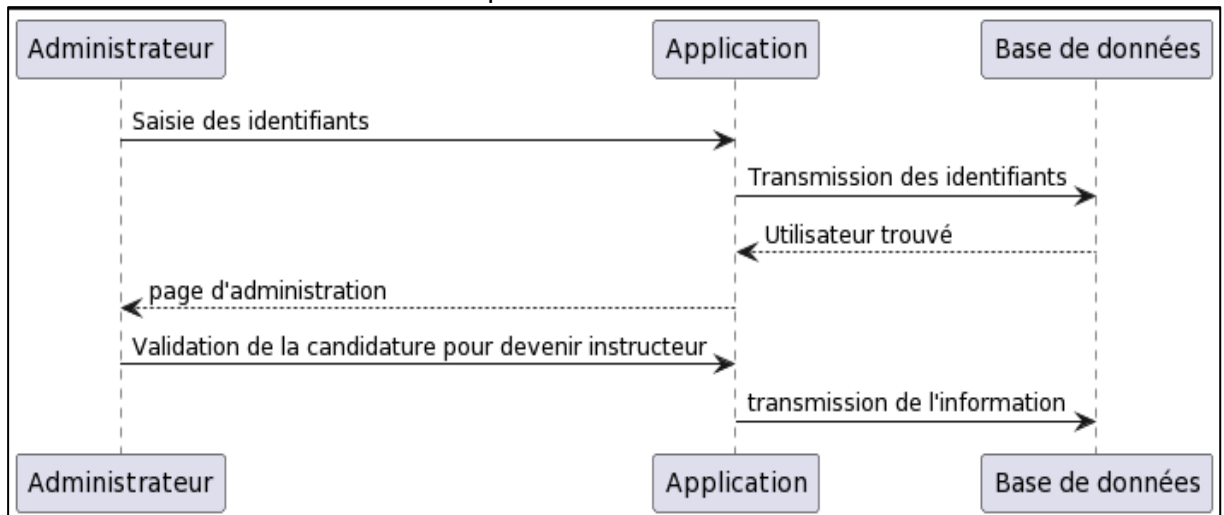 Administrateur
Application
Base de données
Saisie des identifiants
Transmission des identifiants
Utilisateur trouvé
page d'administration
Validation de la candidature pour devenir instructeur
transmission de l'information
Administrateur
Application
Base de données